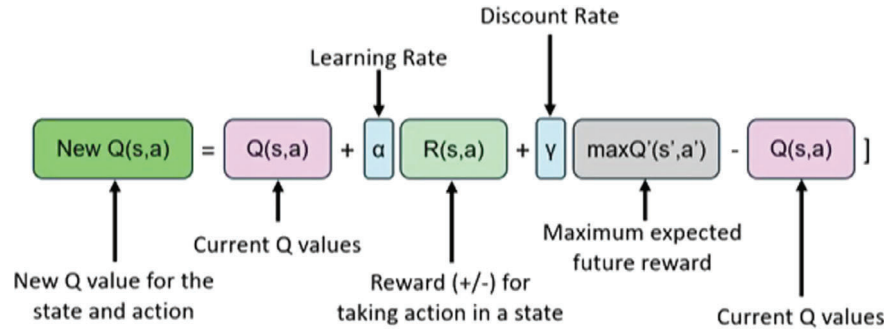 Discount Rate
Learning Rate
New Q(s,a) = Q(s,a) + α R(s,a) + γ maxQ'(s',a') - Q(s,a) ]
Current Q values
Maximum expected
future reward
New Q value for the
state and action
Reward (+/-) for
taking action in a state
Current Q values